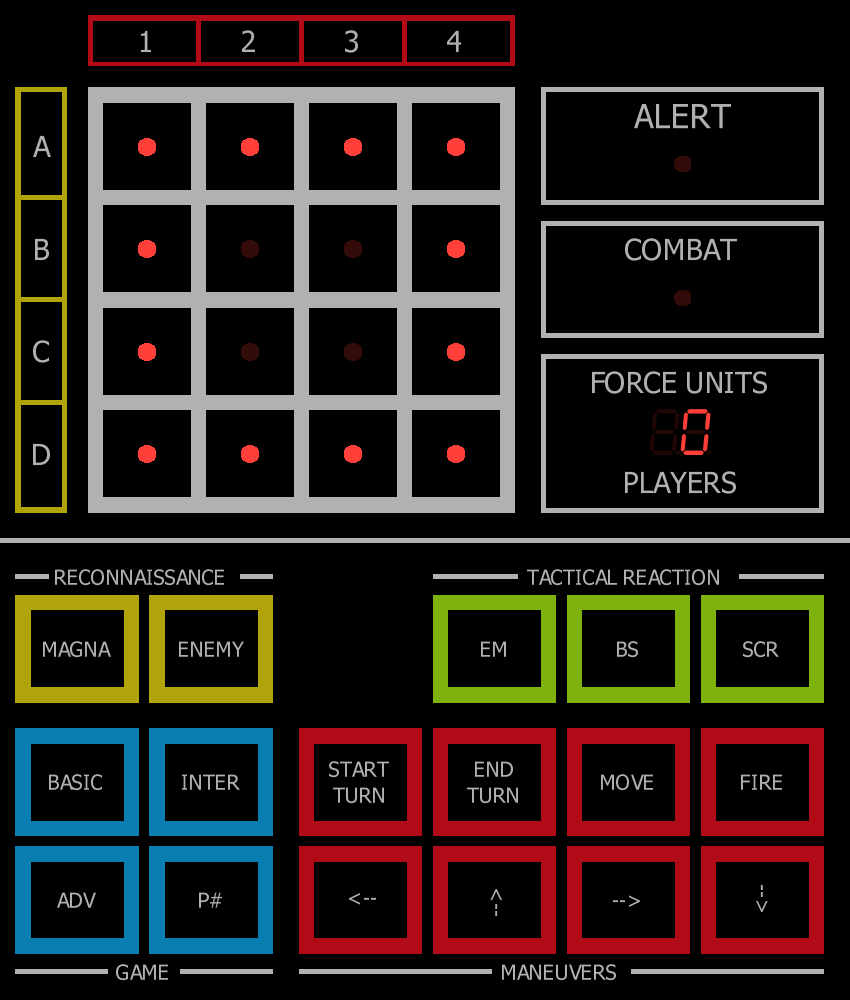 1 2 3 4
A
B
C
D
ALERT
COMBAT
FORCE UNITS
0
PLAYERS
RECONNAISSANCE
TACTICAL REACTION
MAGNA
ENEMY
EM
BS
SCR
BASIC
INTER
START
TURN
END
TURN
MOVE
FIRE
ADV
P#
<--
^
¦
-->
¦
v
GAME
MANEUVERS